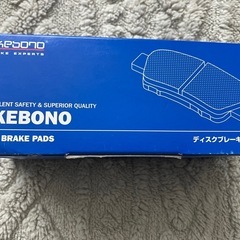 KEBONO
KE EXPERTS
LENT SAFETY & SUPERIOR QUALITY
KEBONO
BRAKE PADS
ディスクブレーキ